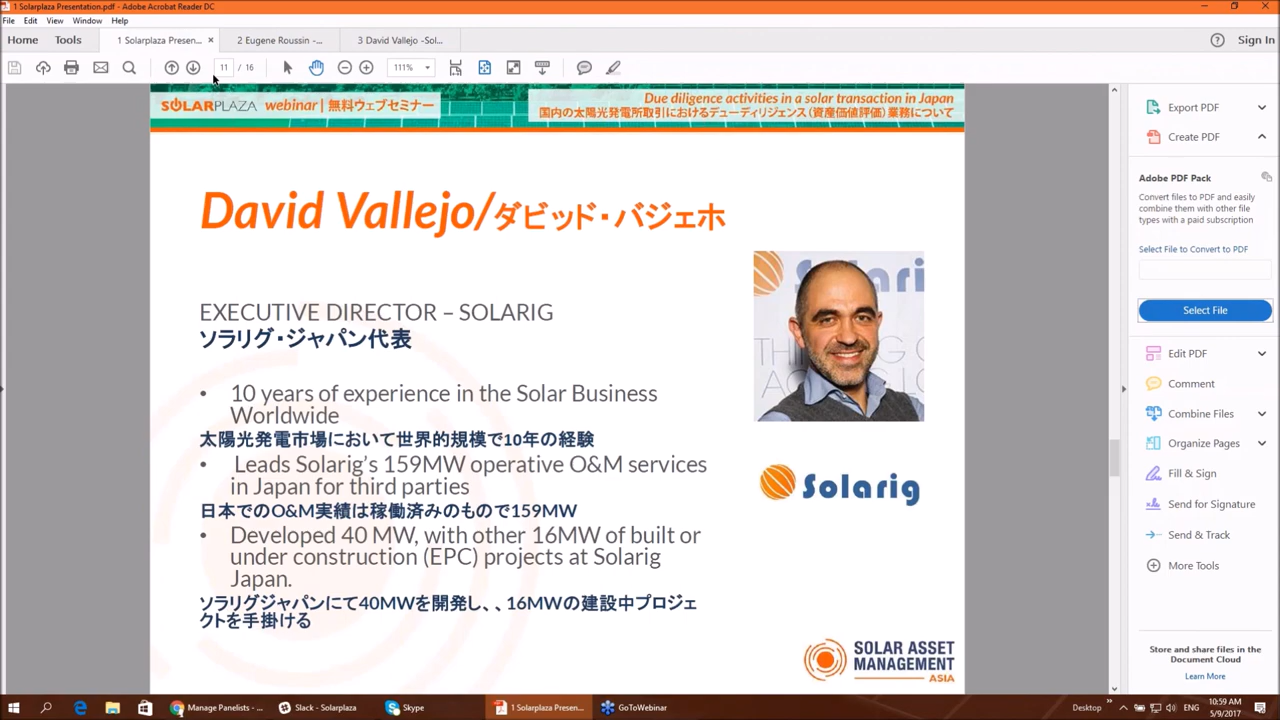 1 Solarplaza Presentation.pdf - Adobe Acrobat Reader DC
File Edit View Window Help
Home Tools 1 Solarplaza Presen... × 2 Eugene Roussin -... 3 David Vallejo -Sol... Sign In
11 / 16 111%
SOLARPLAZA webinar | 無料ウェブセミナー
Due diligence activities in a solar transaction in Japan
国内の太陽光発電所取引におけるデューディリジェンス（資産価値評価）業務について
David Vallejo/ダビッド・バジェホ
EXECUTIVE DIRECTOR – SOLARIG
ソラリグ・ジャパン代表
• 10 years of experience in the Solar Business
Worldwide
太陽光発電市場において世界的規模で10年の経験
• Leads Solarig's 159MW operative O&M services
in Japan for third parties
日本でのO&M実績は稼働済みのもので159MW
• Developed 40 MW, with other 16MW of built or
under construction (EPC) projects at Solarig
Japan.
ソラリグジャパンにて40MWを開発し、、16MWの建設中プロジェ
クトを手掛ける
Solarig
Solarig
SOLAR ASSET
MANAGEMENT
ASIA
Export PDF
Create PDF
Adobe PDF Pack
Convert files to PDF and easily
combine them with other file
types with a paid subscription
Select File to Convert to PDF
Select File
Edit PDF
Comment
Combine Files
Organize Pages
Fill & Sign
Send for Signature
Send & Track
More Tools
Store and share files in the
Document Cloud
Learn More
Manage Panelists - ... Slack - Solarplaza Skype 1 Solarplaza Presen... GoToWebinar Desktop ENG
10:59 AM
5/9/2017